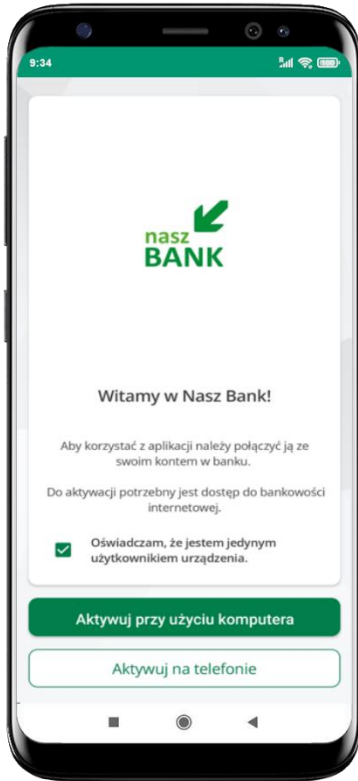 9:34
nasz
BANK
Witamy w Nasz Bank!
Aby korzystać z aplikacji należy połączyć ją ze
swoim kontem w banku.
Do aktywacji potrzebny jest dostęp do bankowości
internetowej.
Oświadczam, że jestem jedynym
użytkownikiem urządzenia.
Aktywuj przy użyciu komputera
Aktywuj na telefonie